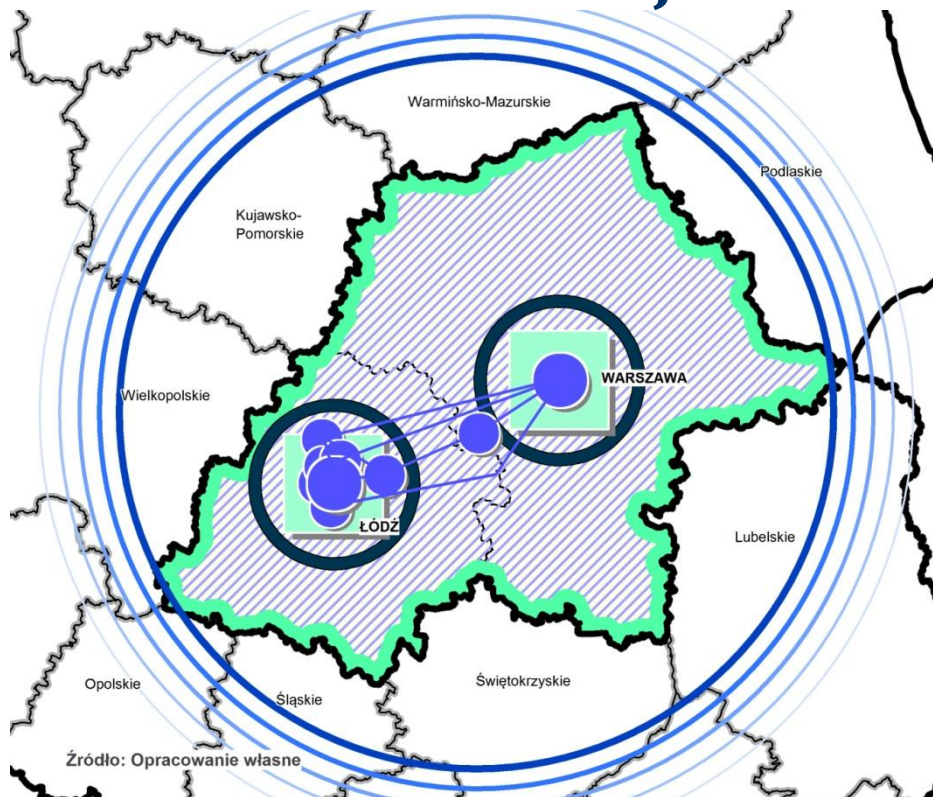 Warmińsko-Mazurskie
Podlaskie
Kujawsko-
Pomorskie
WARSZAWA
Wielkopolskie
ŁÓDŹ
Lubelskie
Opolskie
Śląskie
Świętokrzyskie
Źródło: Opracowanie własne